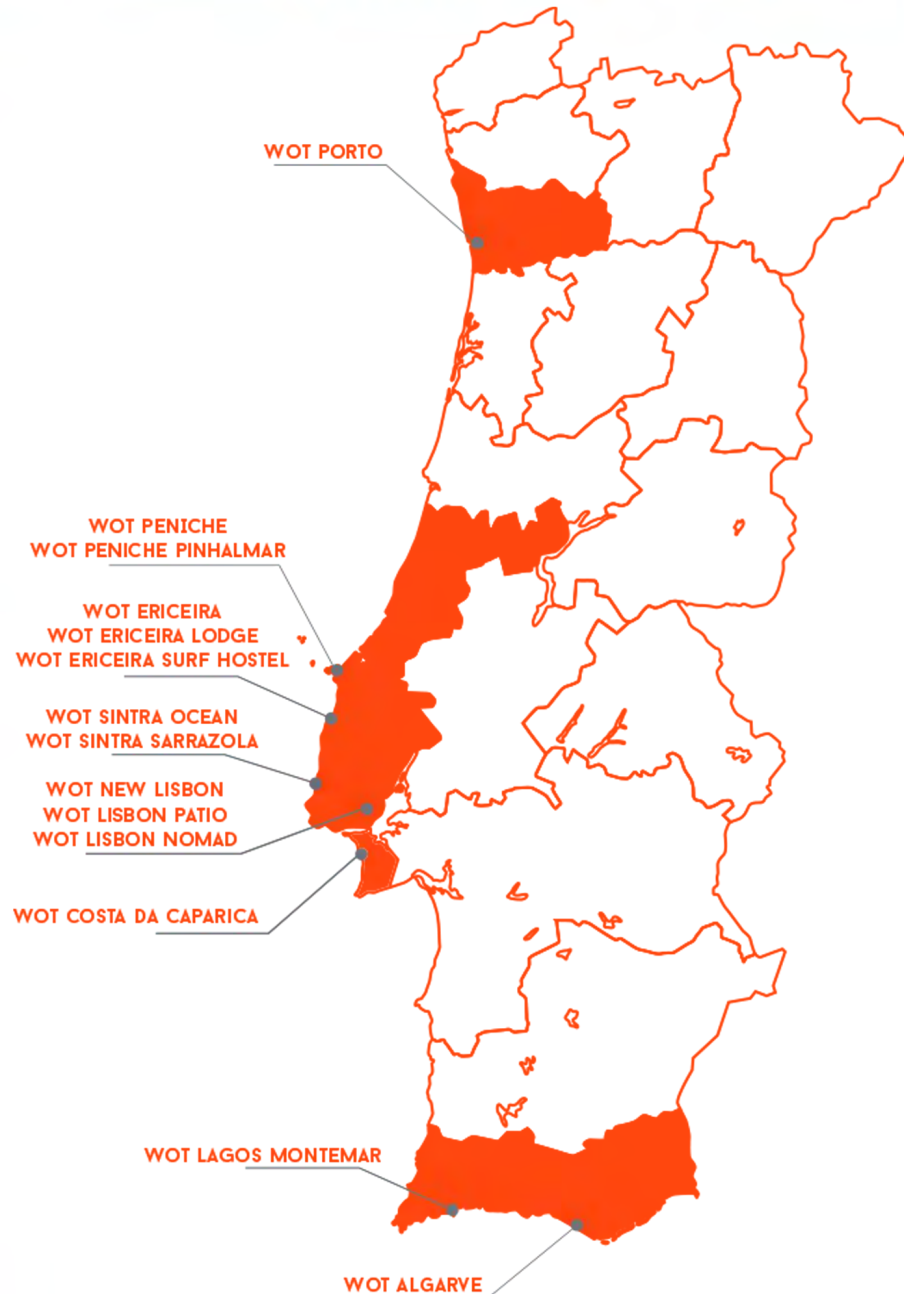 WOT PORTO
WOT PENICHE
WOT PENICHE PINHALMAR
WOT ERICEIRA
WOT ERICEIRA LODGE
WOT ERICEIRA SURF HOSTEL
WOT SINTRA OCEAN
WOT SINTRA SARRAZOLA
WOT NEW LISBON
WOT LISBON PATIO
WOT LISBON NOMAD
WOT COSTA DA CAPARICA
WOT LAGOS MONTEMAR
WOT ALGARVE